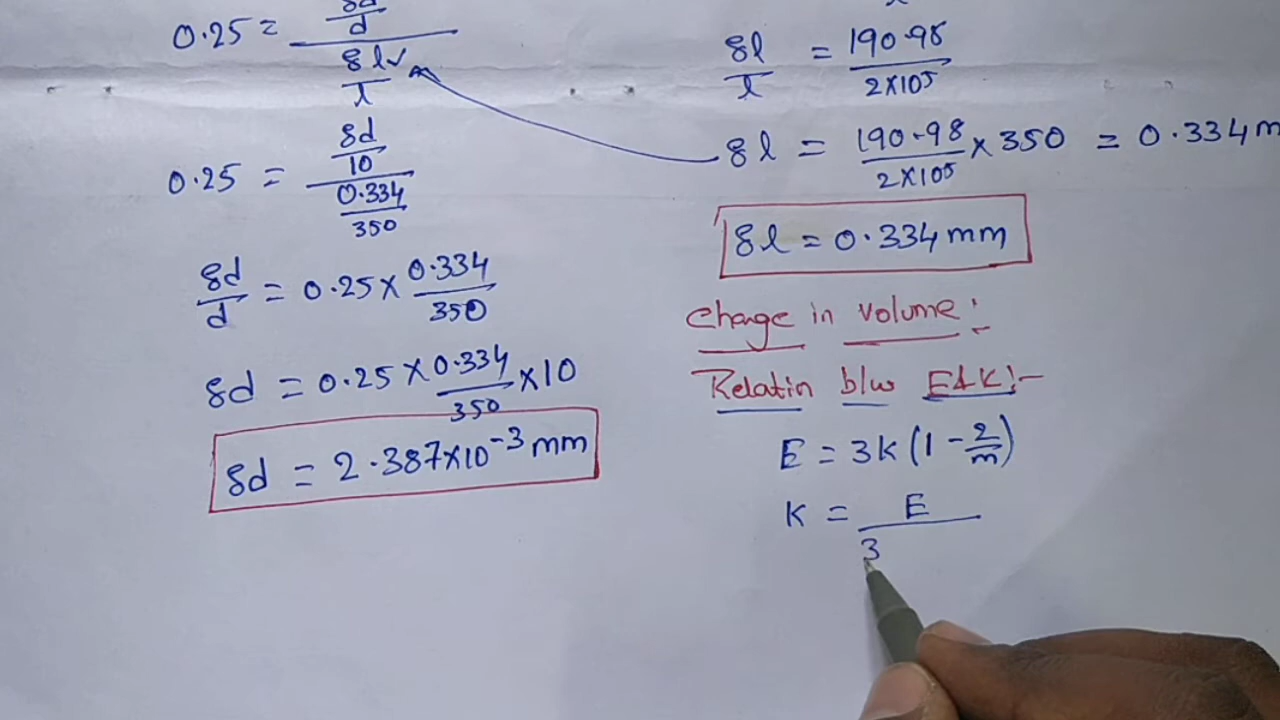 0.25 = δd/d / δl/l
0.25 = δd/10 / 0.334/350
δd/d = 0.25 × 0.334/350
δd = 0.25 × 0.334/350 × 10
δd = 2.387×10⁻³ mm
δl/l = 190.98 / 2×10⁵
δl = 190.98 / 2×10⁵ × 350 = 0.334 m
δl = 0.334 mm
Change in volume:-
Relatin b/w E&K:-
E = 3K(1 - 2/m)
K = E / 3